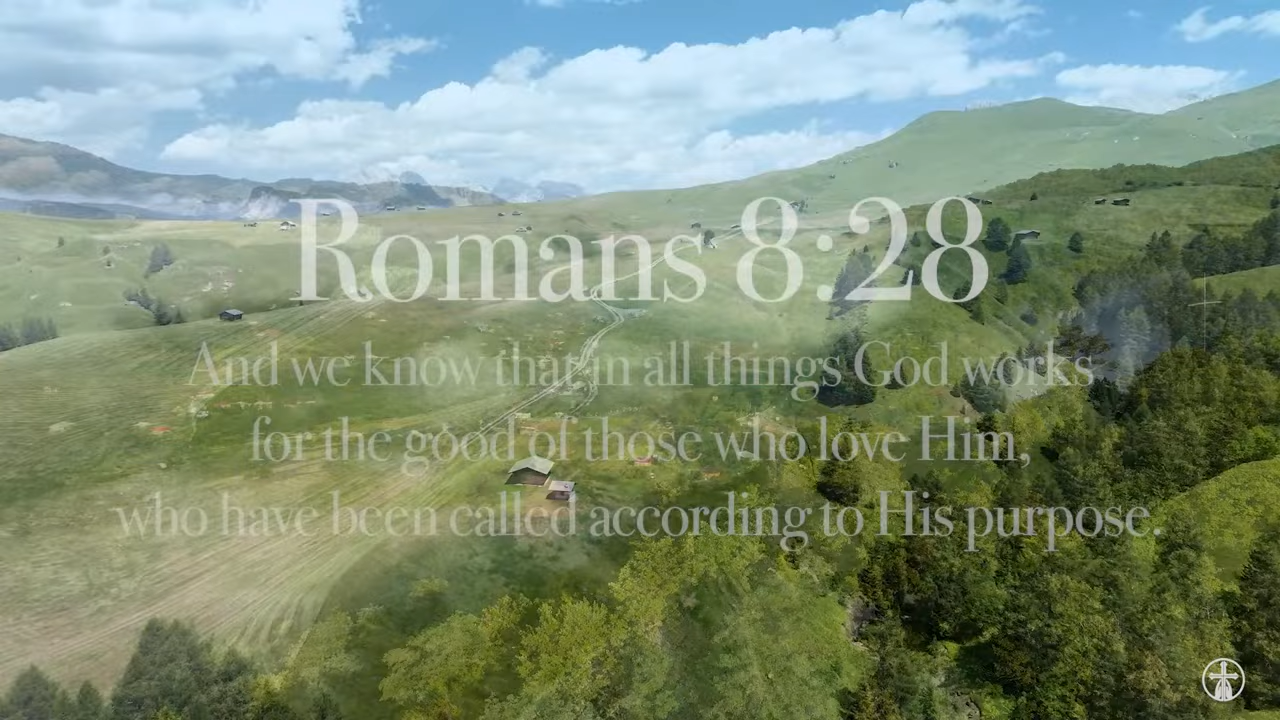 Romans 8:28
And we know that in all things God works
for the good of those who love Him,
who have been called according to His purpose.